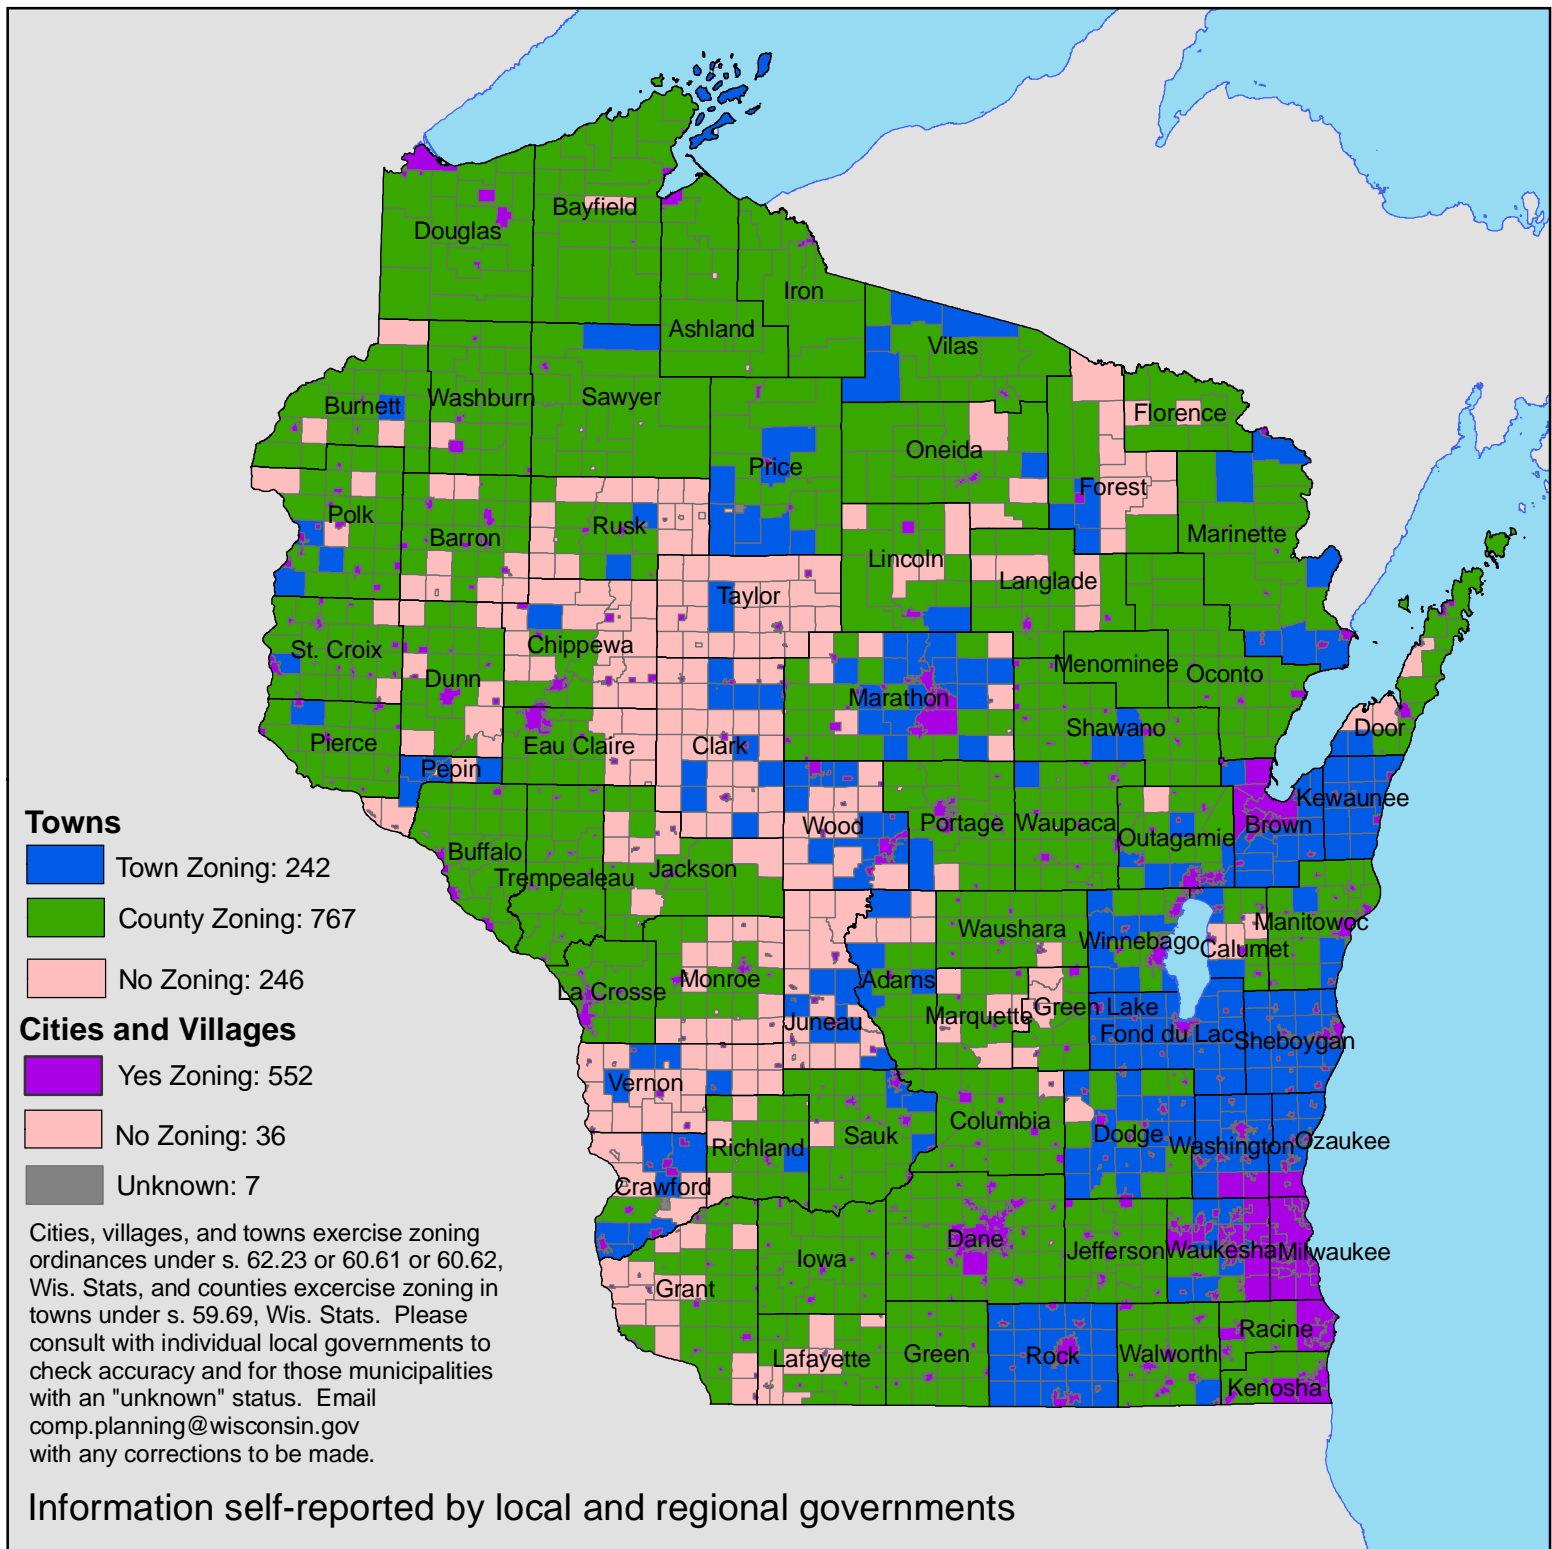 Douglas
Bayfield
Iron
Ashland
Vilas
Burnett
Washburn
Sawyer
Florence
Oneida
Price
Forest
Polk
Rusk
Barron
Marinette
Lincoln
Langlade
Taylor
St. Croix
Chippewa
Menominee
Oconto
Dunn
Marathon
Shawano
Door
Pierce
Eau Claire
Clark
Pepin
Kewaunee
Wood
Portage
Waupaca
Outagamie
Brown
Buffalo
Trempealeau
Jackson
Waushara
Winnebago
Manitowoc
Calumet
Monroe
Adams
La Crosse
Marquette
Green Lake
Juneau
Fond du Lac
Sheboygan
Vernon
Columbia
Richland
Sauk
Dodge
Washington
Ozaukee
Crawford
Dane
Iowa
Jefferson
Waukesha
Milwaukee
Grant
Lafayette
Green
Rock
Walworth
Racine
Kenosha
Towns
Town Zoning: 242
County Zoning: 767
No Zoning: 246
Cities and Villages
Yes Zoning: 552
No Zoning: 36
Unknown: 7
Cities, villages, and towns exercise zoning
ordinances under s. 62.23 or 60.61 or 60.62,
Wis. Stats, and counties excercise zoning in
towns under s. 59.69, Wis. Stats.  Please
consult with individual local governments to
check accuracy and for those municipalities
with an "unknown" status.  Email
comp.planning@wisconsin.gov
with any corrections to be made.
Information self-reported by local and regional governments